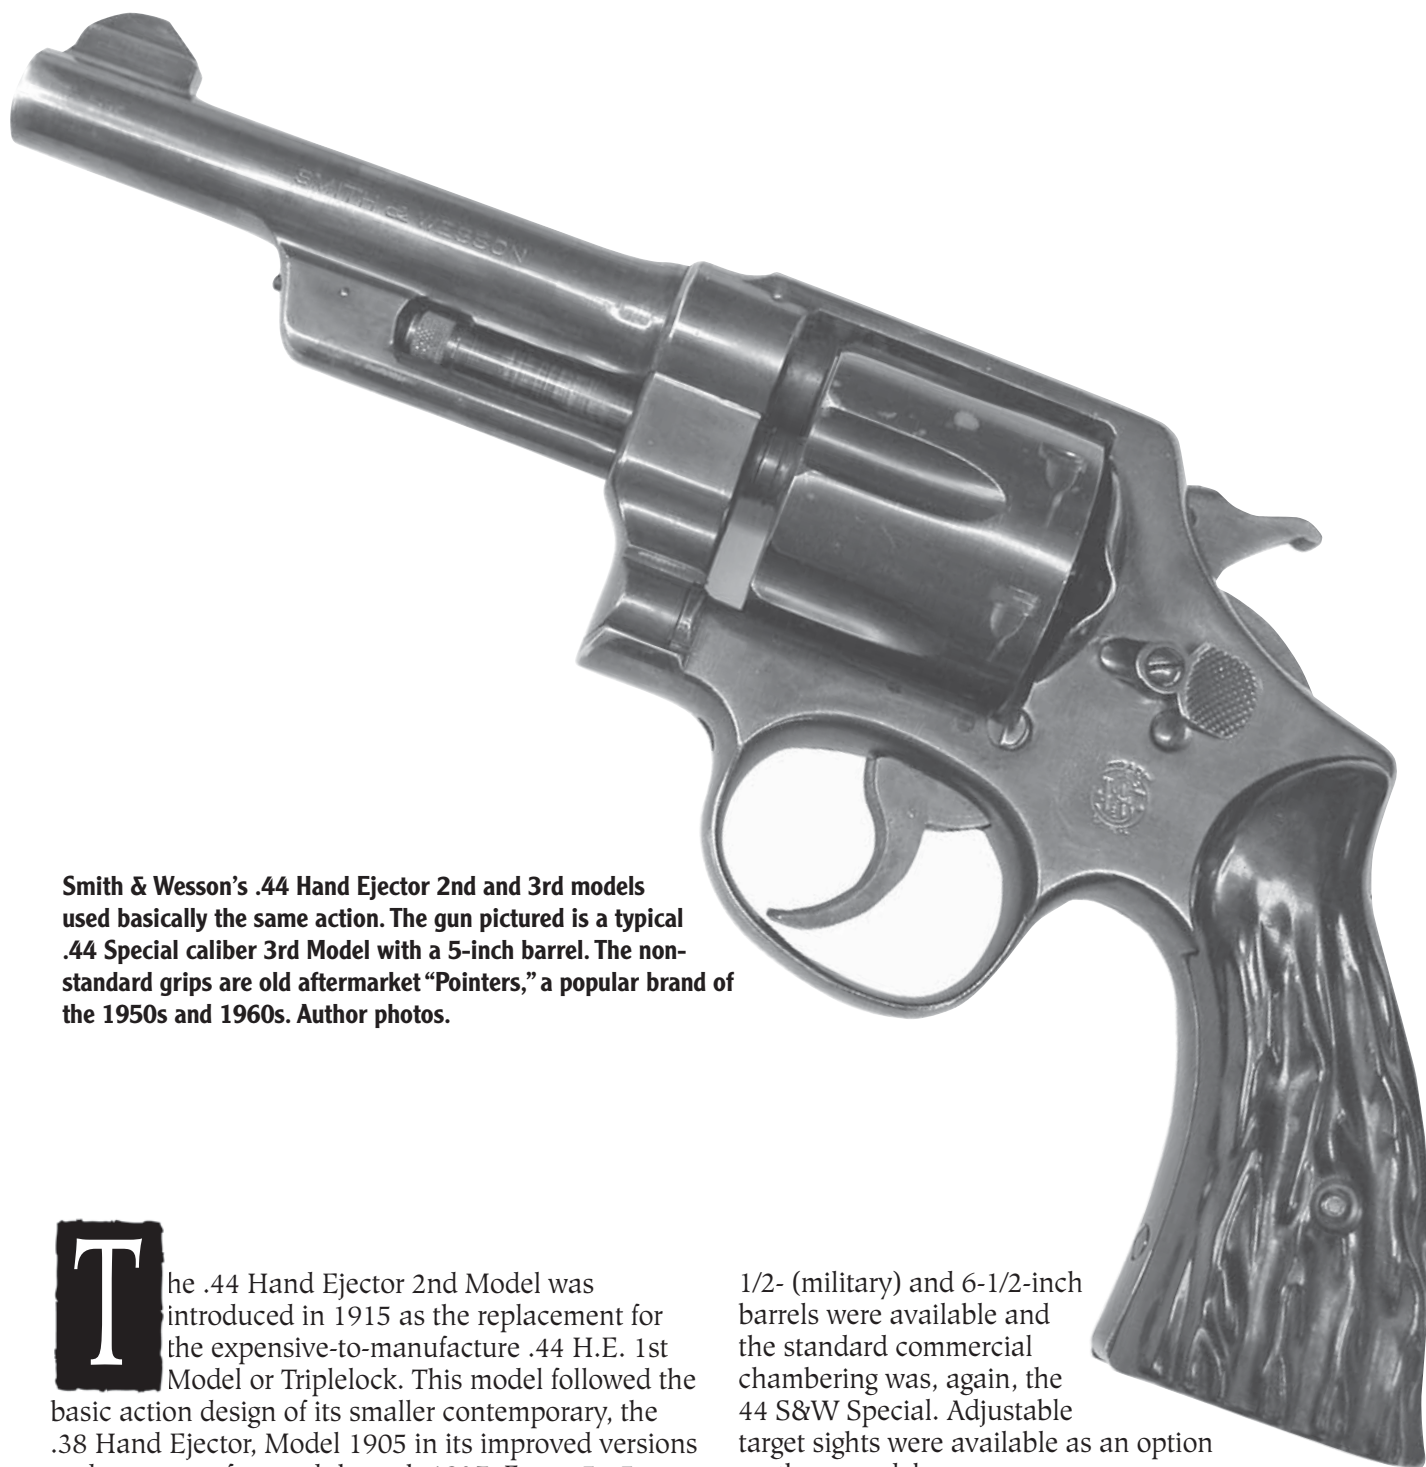 SMITH & WESSON
Smith & Wesson’s .44 Hand Ejector 2nd and 3rd models
used basically the same action. The gun pictured is a typical
.44 Special caliber 3rd Model with a 5-inch barrel. The non-
standard grips are old aftermarket “Pointers,” a popular brand of
the 1950s and 1960s. Author photos.
The .44 Hand Ejector 2nd Model was
introduced in 1915 as the replacement for
the expensive-to-manufacture .44 H.E. 1st
Model or Triplelock. This model followed the
basic action design of its smaller contemporary, the
.38 Hand Ejector, Model 1905 in its improved versions
1/2- (military) and 6-1/2-inch
barrels were available and
the standard commercial
chambering was, again, the
44 S&W Special. Adjustable
target sights were available as an option